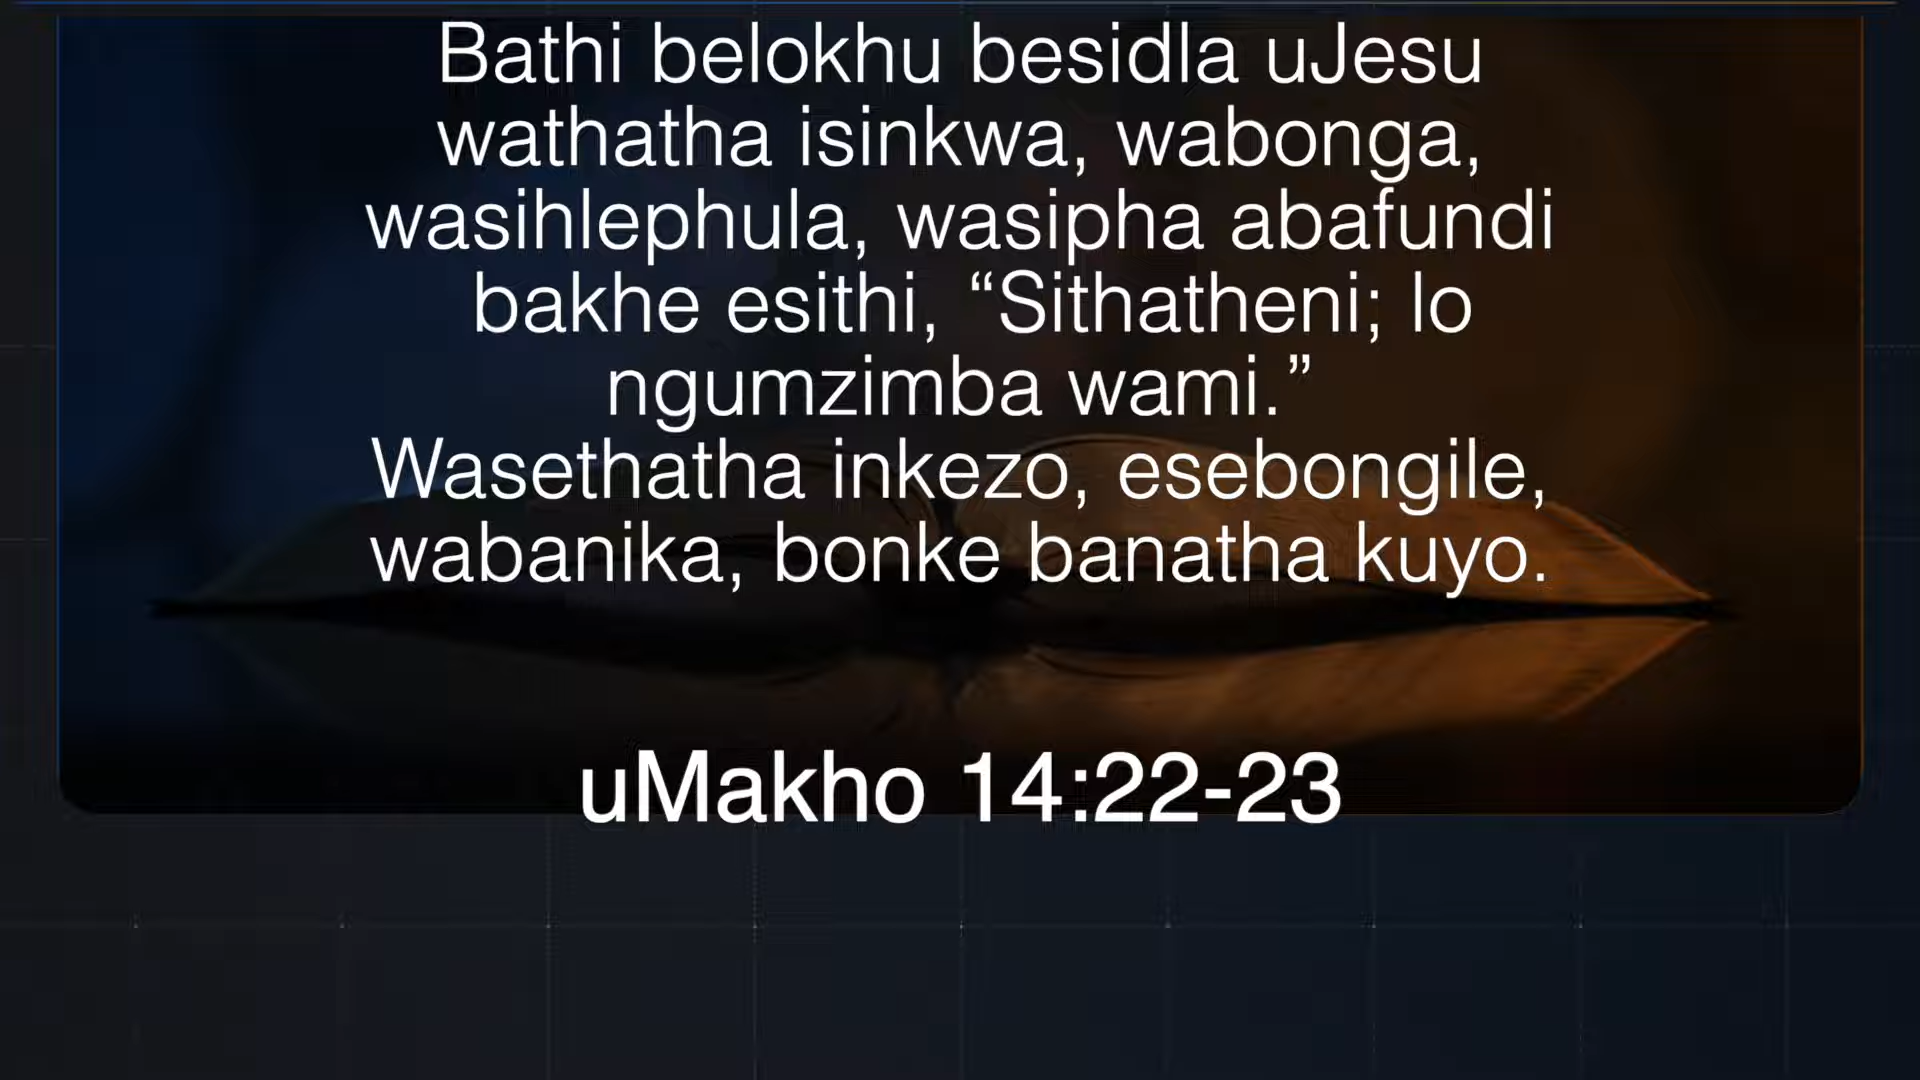 Bathi belokhu besidla uJesu
wathatha isinkwa, wabonga,
wasihlephula, wasipha abafundi
bakhe esithi, “Sithatheni; lo
ngumzimba wami.”
Wasethatha inkezo, esebongile,
wabanika, bonke banatha kuyo.
uMakho 14:22-23